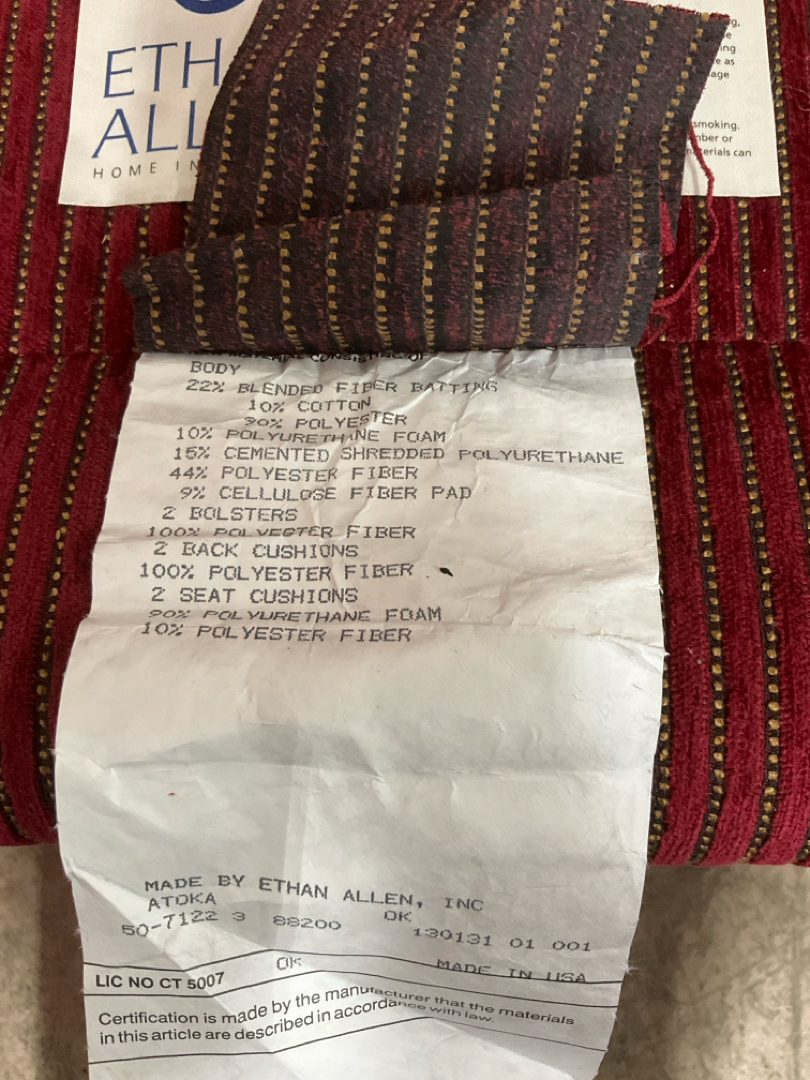 ETH
ALL
HOME IN
smoking.
BODY
22% BLENDED FIBER BATTING
10% COTTON
90% POLYESTER
10% POLYURETHANE FOAM
15% CEMENTED SHREDDED POLYURETHANE
44% POLYESTER FIBER
9% CELLULOSE FIBER PAD
2 BOLSTERS
100% POLYESTER FIBER
2 BACK CUSHIONS
100% POLYESTER FIBER
2 SEAT CUSHIONS
90% POLYURETHANE FOAM
10% POLYESTER FIBER
MADE BY ETHAN ALLEN, INC
ATOKA OK
50-7122 3 88200 139131 01 001
OK MADE IN USA
LIC NO CT 5007
Certification is made by the manufacturer that the materials
in this article are described in accordance with law.